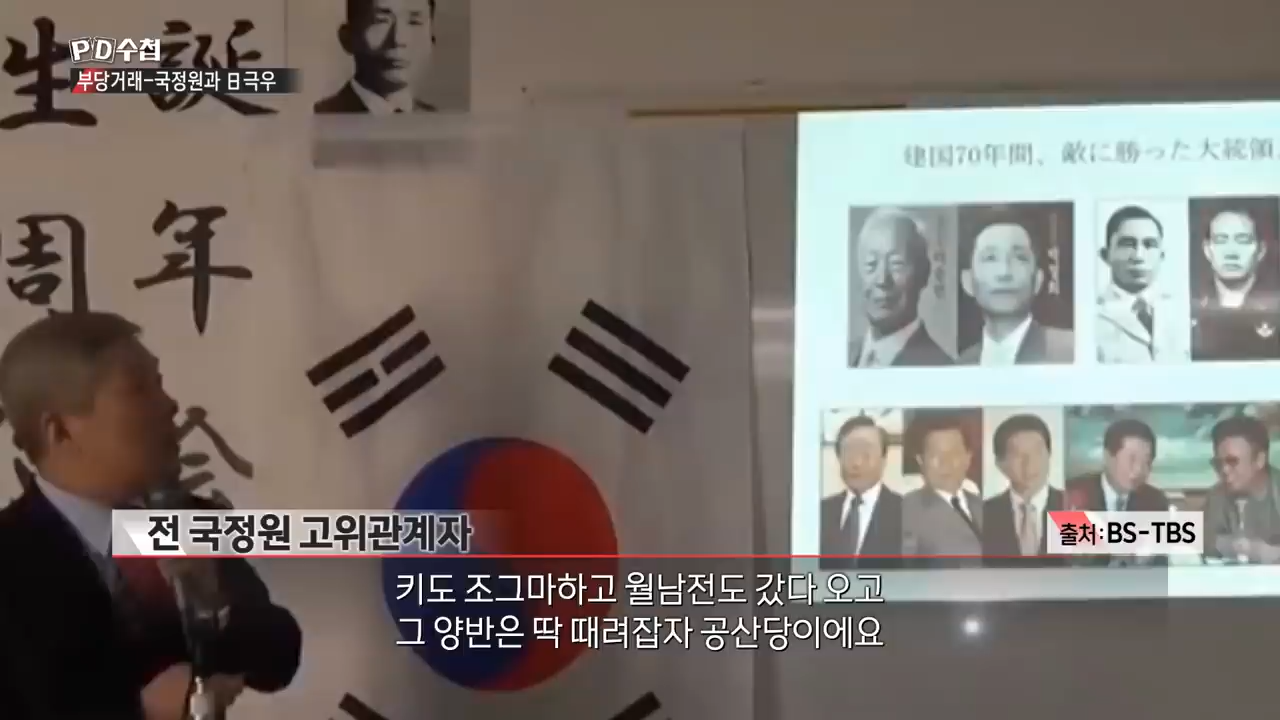 PD수첩
부당거래-국정원과 日극우
生誕
周年
会
建国70年間、敵に勝った大統領
전 국정원 고위관계자
출처:BS-TBS
키도 조그마하고 월남전도 갔다 오고
그 양반은 딱 때려잡자 공산당이에요